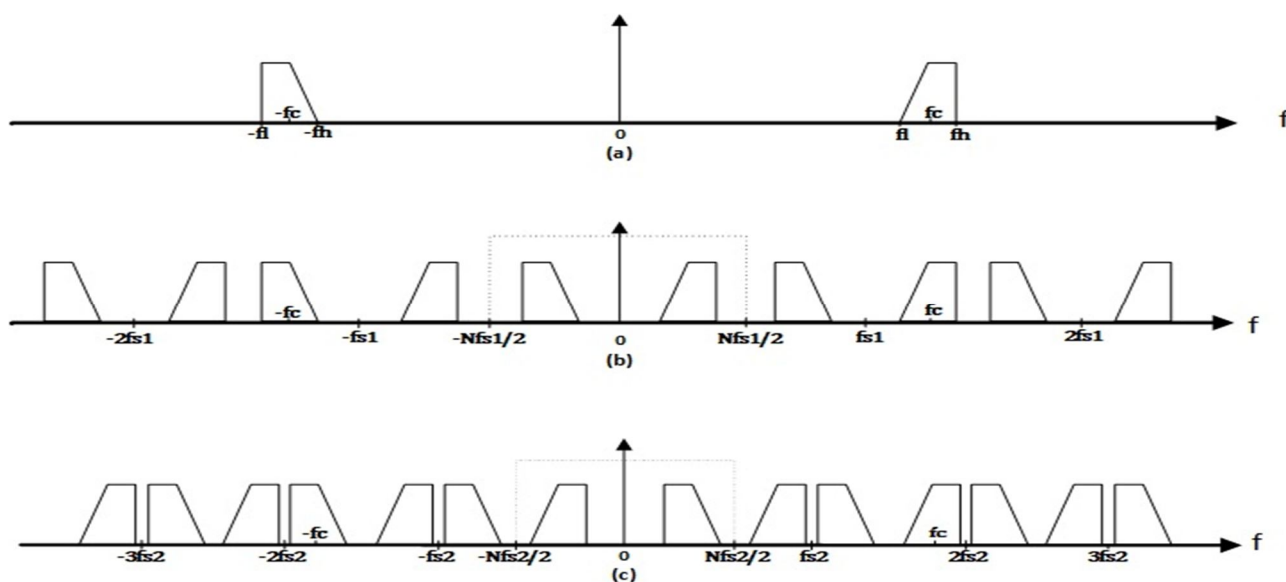 -fc fc
f
-fl -fh 0 fl fh
(a)
-fc fc
f
-2fs1 -fs1 -Nfs1/2 0 Nfs1/2 fs1 2fs1
(b)
-fc fc
f
-3fs2 -2fs2 -fs2 -Nfs2/2 0 Nfs2/2 fs2 2fs2 3fs2
(c)